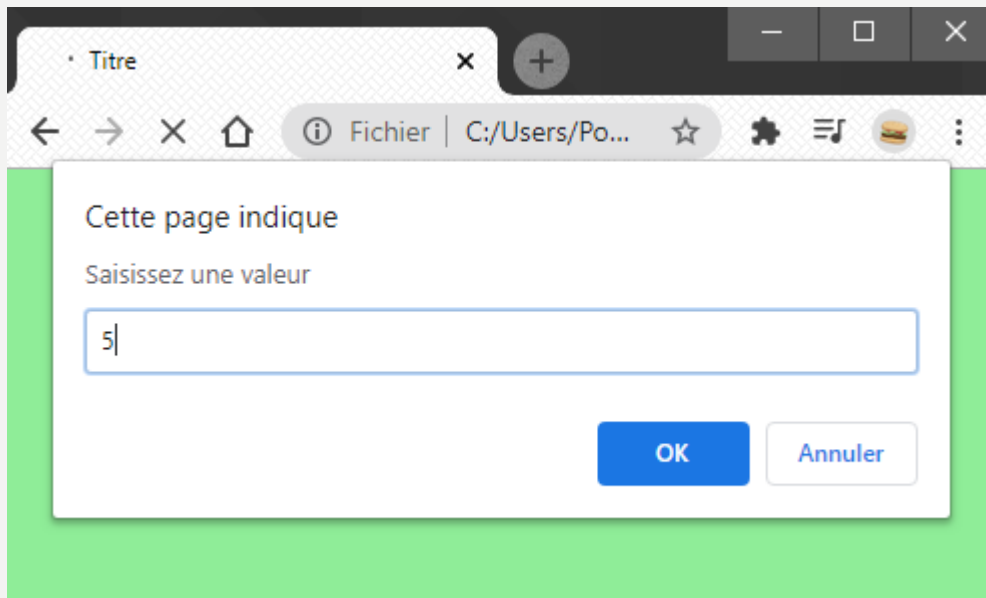 Titre
Fichier | C:/Users/Po...
Cette page indique
Saisissez une valeur
5
OK Annuler